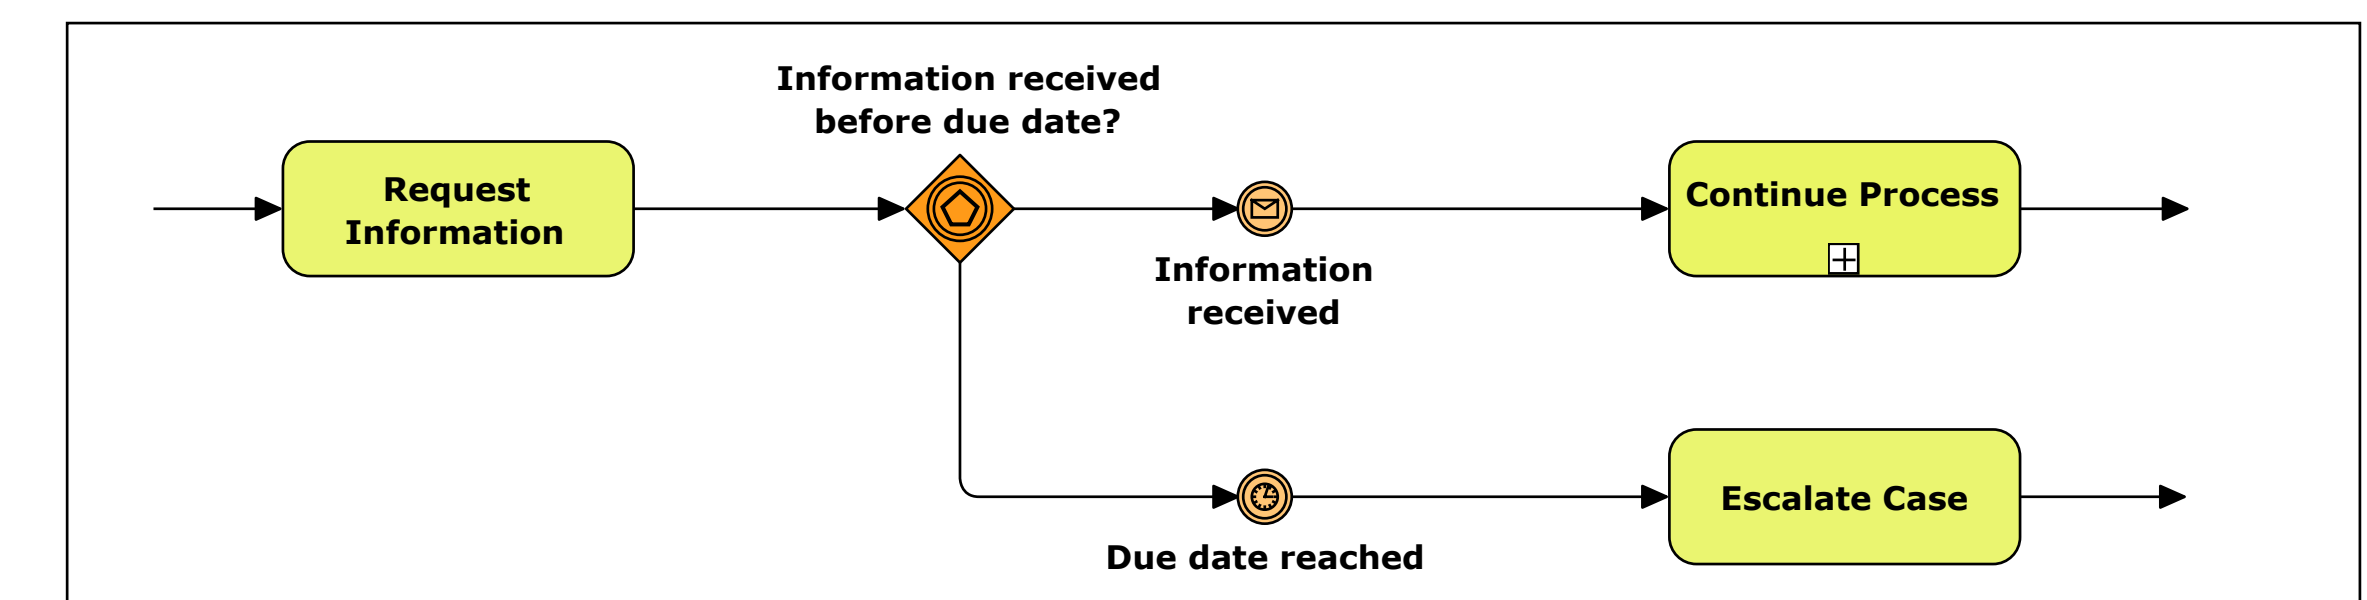 Information received
before due date?
Request
Information
Continue Process
Information
received
Escalate Case
Due date reached